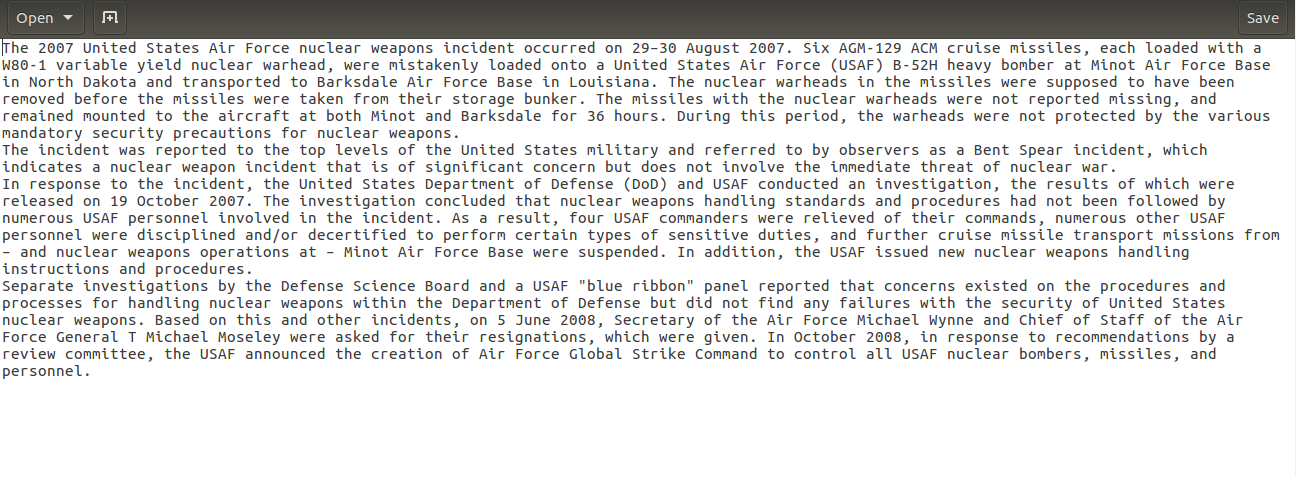 Open
Save
The 2007 United States Air Force nuclear weapons incident occurred on 29–30 August 2007. Six AGM-129 ACM cruise missiles, each loaded with a
W80-1 variable yield nuclear warhead, were mistakenly loaded onto a United States Air Force (USAF) B-52H heavy bomber at Minot Air Force Base
in North Dakota and transported to Barksdale Air Force Base in Louisiana. The nuclear warheads in the missiles were supposed to have been
removed before the missiles were taken from their storage bunker. The missiles with the nuclear warheads were not reported missing, and
remained mounted to the aircraft at both Minot and Barksdale for 36 hours. During this period, the warheads were not protected by the various
mandatory security precautions for nuclear weapons.
The incident was reported to the top levels of the United States military and referred to by observers as a Bent Spear incident, which
indicates a nuclear weapon incident that is of significant concern but does not involve the immediate threat of nuclear war.
In response to the incident, the United States Department of Defense (DoD) and USAF conducted an investigation, the results of which were
released on 19 October 2007. The investigation concluded that nuclear weapons handling standards and procedures had not been followed by
numerous USAF personnel involved in the incident. As a result, four USAF commanders were relieved of their commands, numerous other USAF
personnel were disciplined and/or decertified to perform certain types of sensitive duties, and further cruise missile transport missions from
– and nuclear weapons operations at – Minot Air Force Base were suspended. In addition, the USAF issued new nuclear weapons handling
instructions and procedures.
Separate investigations by the Defense Science Board and a USAF "blue ribbon" panel reported that concerns existed on the procedures and
processes for handling nuclear weapons within the Department of Defense but did not find any failures with the security of United States
nuclear weapons. Based on this and other incidents, on 5 June 2008, Secretary of the Air Force Michael Wynne and Chief of Staff of the Air
Force General T Michael Moseley were asked for their resignations, which were given. In October 2008, in response to recommendations by a
review committee, the USAF announced the creation of Air Force Global Strike Command to control all USAF nuclear bombers, missiles, and
personnel.